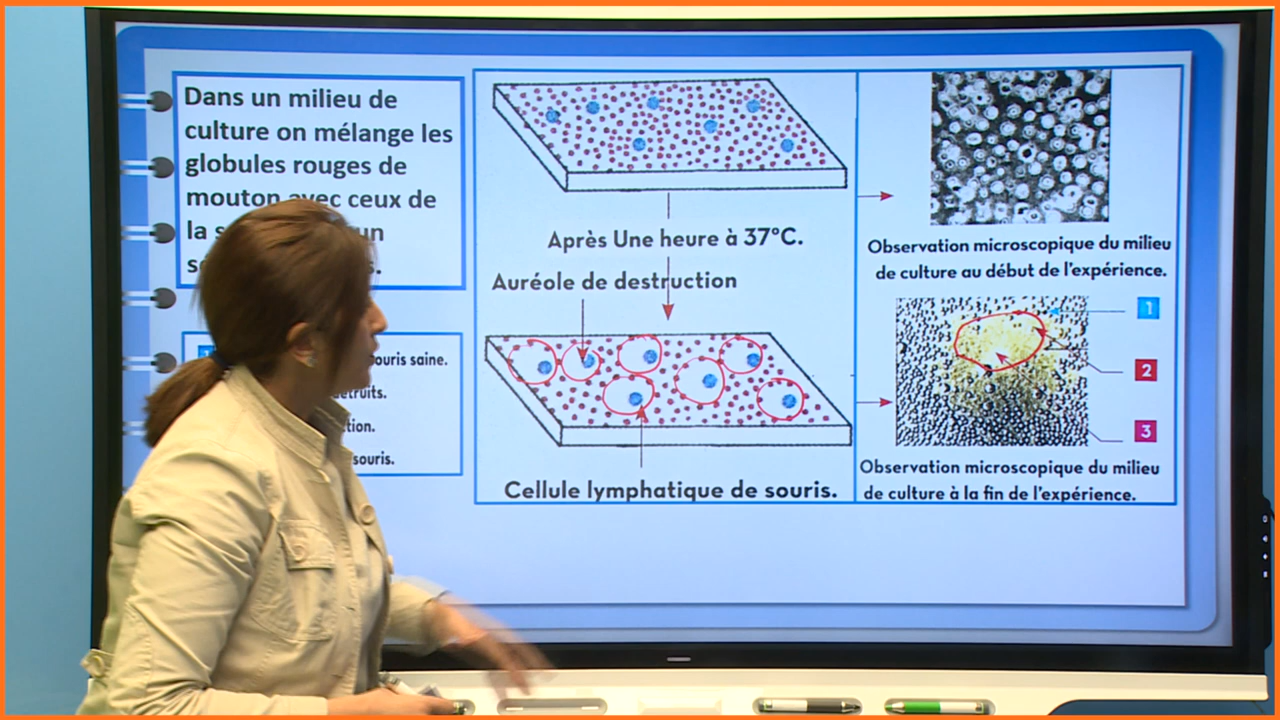 Dans un milieu de
culture on mélange les
globules rouges de
mouton avec ceux de
la
1
souris saine.
détruits.
souris.
Après Une heure à 37°C.
Auréole de destruction
Cellule lymphatique de souris.
Observation microscopique du milieu
de culture au début de l'expérience.
1
2
3
Observation microscopique du milieu
de culture à la fin de l'expérience.